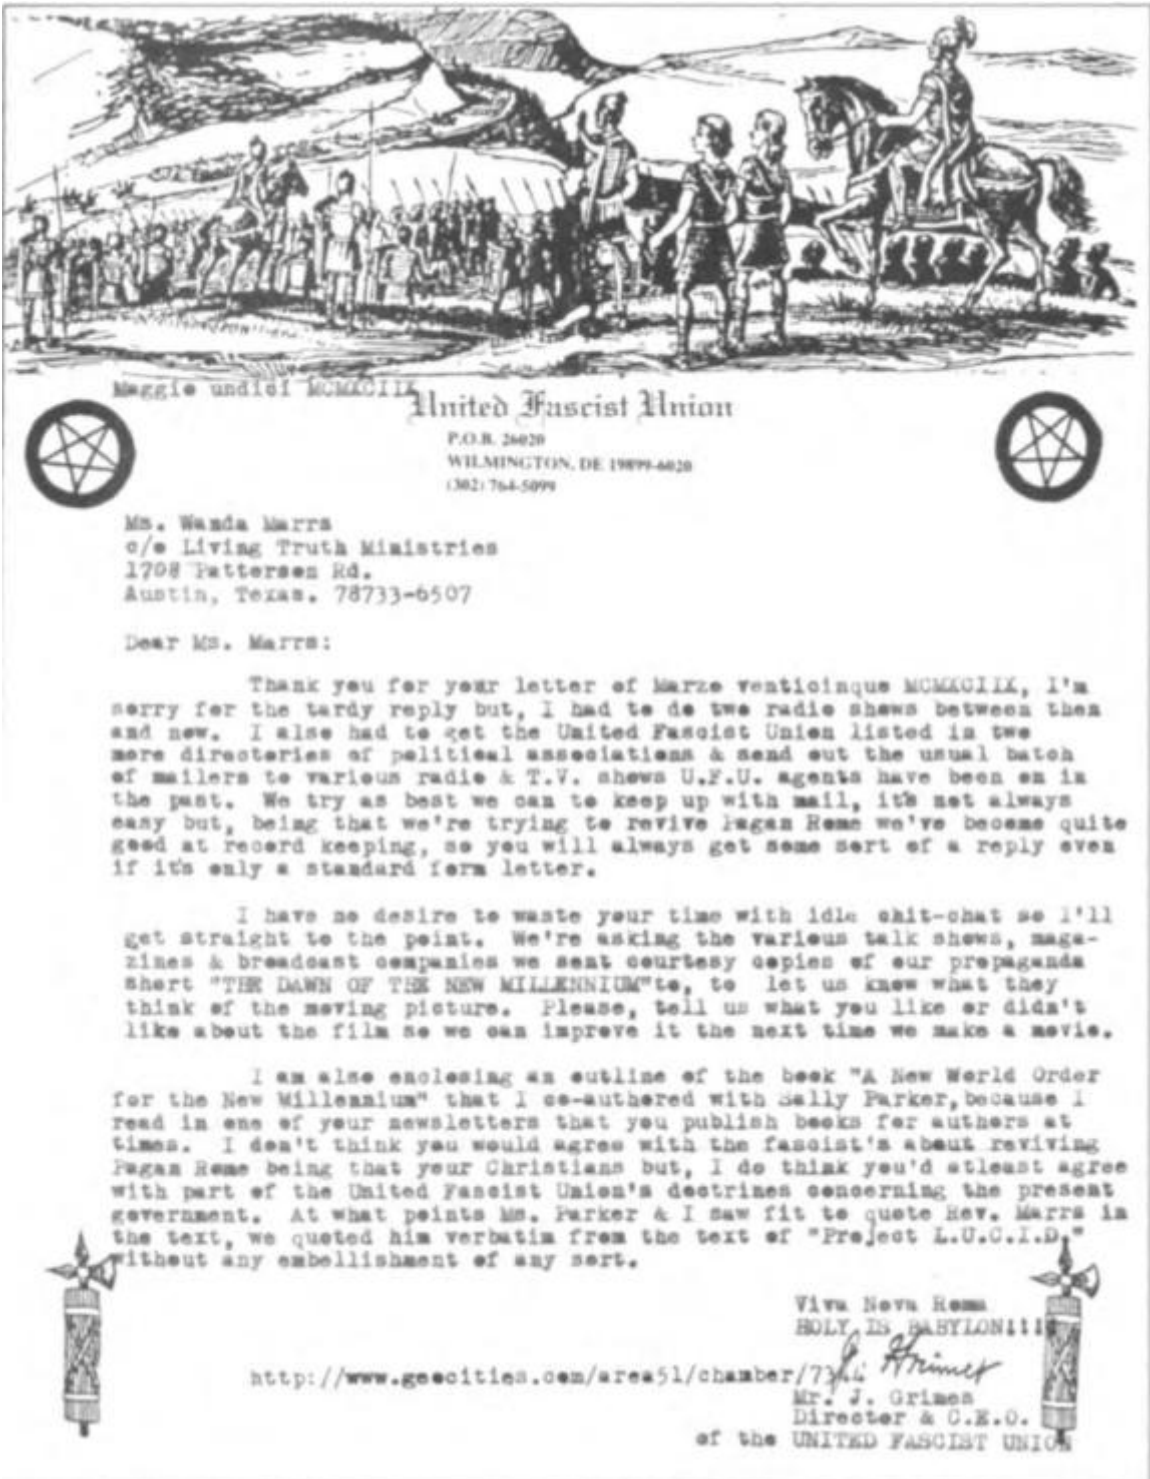 Maggio undici MCMXCIIX
United Fascist Union
P.O.B. 26020
WILMINGTON, DE 19899-6020
(302) 764-5099
Ms. Wanda Marrs
c/o Living Truth Ministries
1708 Patterson Rd.
Austin, Texas. 78733-6507
Dear Ms. Marrs:
Thank you for your letter of Marzo venticinque MCMXCIIX, I'm
sorry for the tardy reply but, I had to do two radio shows between then
and now. I also had to get the United Fascist Union listed in two
more directories of political associations & send out the usual batch
of mailers to various radio & T.V. shows U.F.U. agents have been on in
the past. We try as best we can to keep up with mail, it's not always
easy but, being that we're trying to revive Pagan Rome we've become quite
good at record keeping, so you will always get some sort of a reply even
if it's only a standard form letter.
I have no desire to waste your time with idle chit-chat so I'll
get straight to the point. We're asking the various talk shows, maga-
zines & broadcast companies we sent courtesy copies of our propaganda
short "THE DAWN OF THE NEW MILLENNIUM"to, to let us know what they
think of the moving picture. Please, tell us what you like or didn't
like about the film so we can improve it the next time we make a movie.
I am also enclosing an outline of the book "A New World Order
for the New Millennium" that I co-authored with Sally Parker, because I
read in one of your newsletters that you publish books for authors at
times. I don't think you would agree with the fascist's about reviving
Pagan Rome being that your Christians but, I do think you'd atleast agree
with part of the United Fascist Union's doctrines concerning the present
government. At what points Ms. Parker & I saw fit to quote Rev. Marrs in
the text, we quoted him verbatim from the text of "Project L.U.C.I.D."
without any embellishment of any sort.
Viva Nova Roma
HOLY IS BABYLON!!!!
J. Grimes
http://www.geocities.com/area51/chamber/73
Mr. J. Grimes
Director & C.E.O.
of the UNITED FASCIST UNION